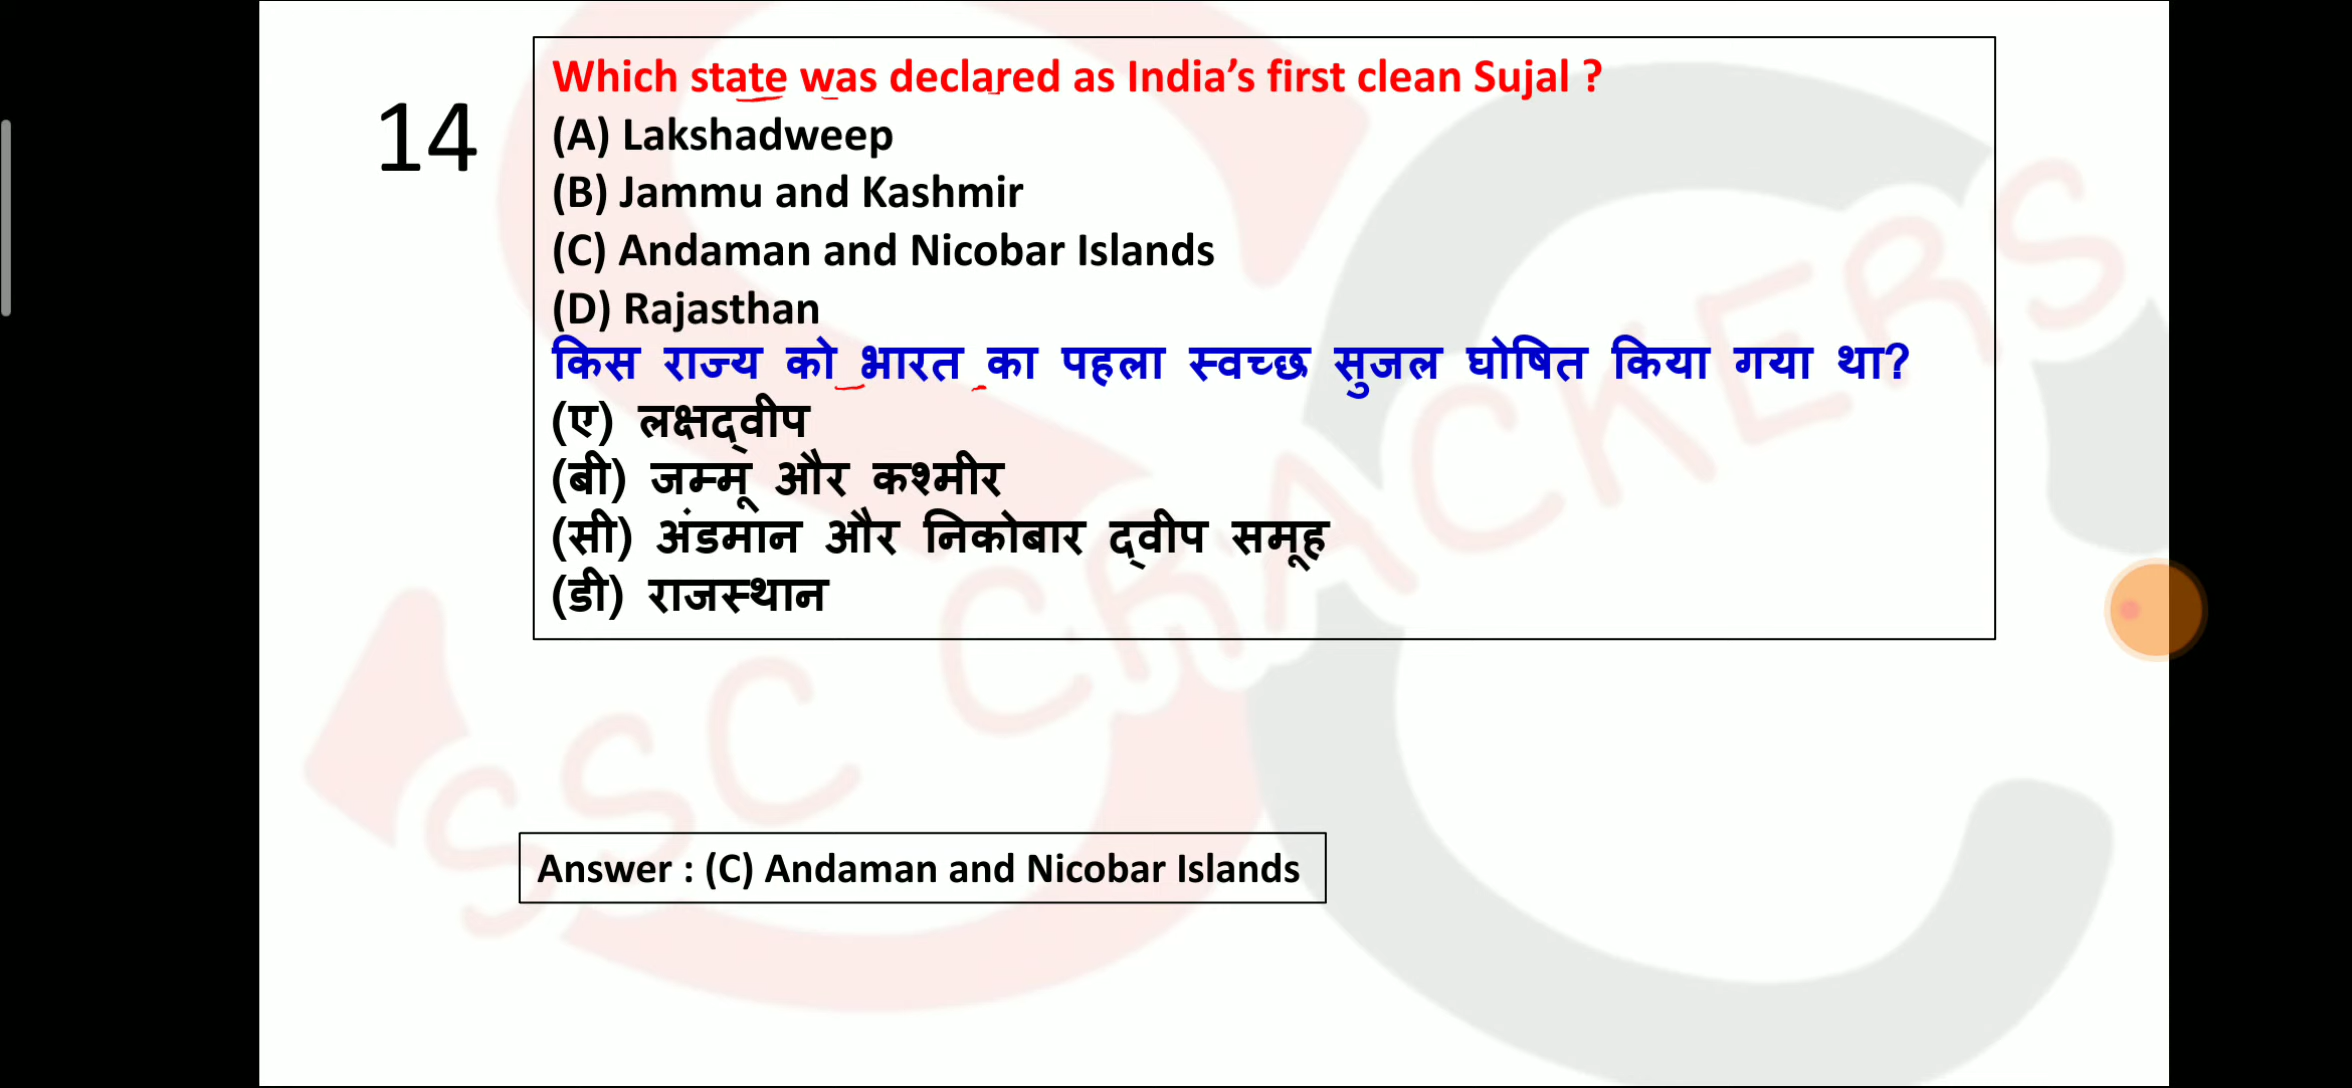 14
Which state was declared as India’s first clean Sujal ?
(A) Lakshadweep
(B) Jammu and Kashmir
(C) Andaman and Nicobar Islands
(D) Rajasthan
किस राज्य को भारत का पहला स्वच्छ सुजल घोषित किया गया था?
(ए) लक्षद्वीप
(बी) जम्मू और कश्मीर
(सी) अंडमान और निकोबार द्वीप समूह
(डी) राजस्थान
SSC CRACKERS
Answer : (C) Andaman and Nicobar Islands